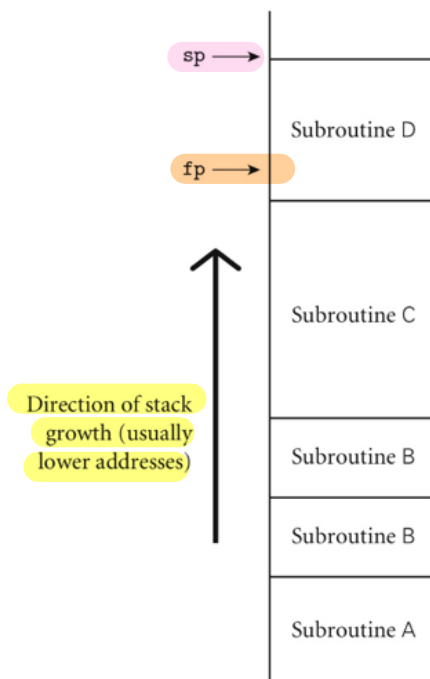 sp
Subroutine D
fp
Subroutine C
Direction of stack
growth (usually
lower addresses)
Subroutine B
Subroutine B
Subroutine A